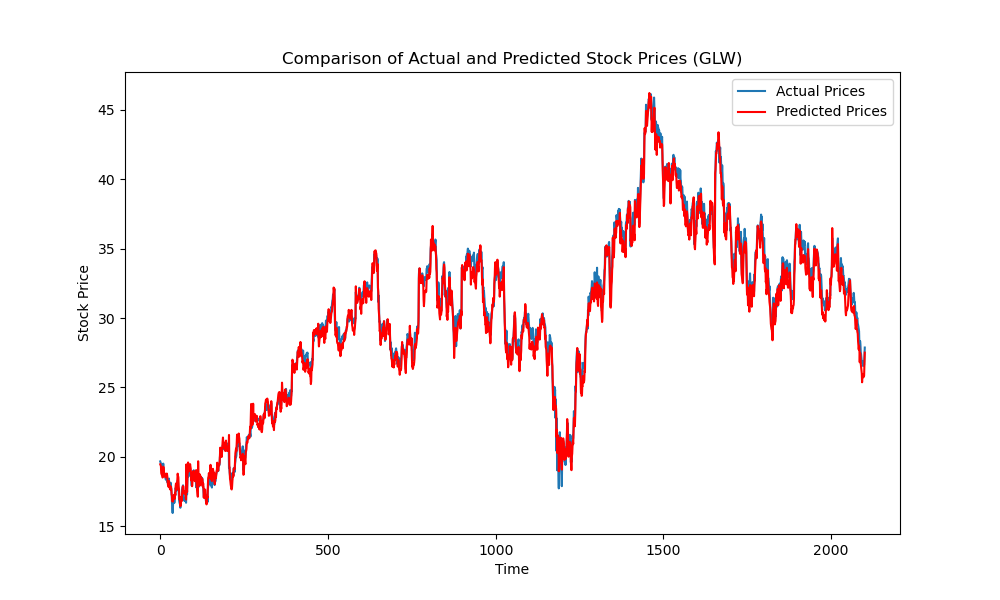 Comparison of Actual and Predicted Stock Prices (GLW)
Actual Prices
Predicted Prices
45
40
35
30
25
20
15
Stock Price
0 500 1000 1500 2000
Time